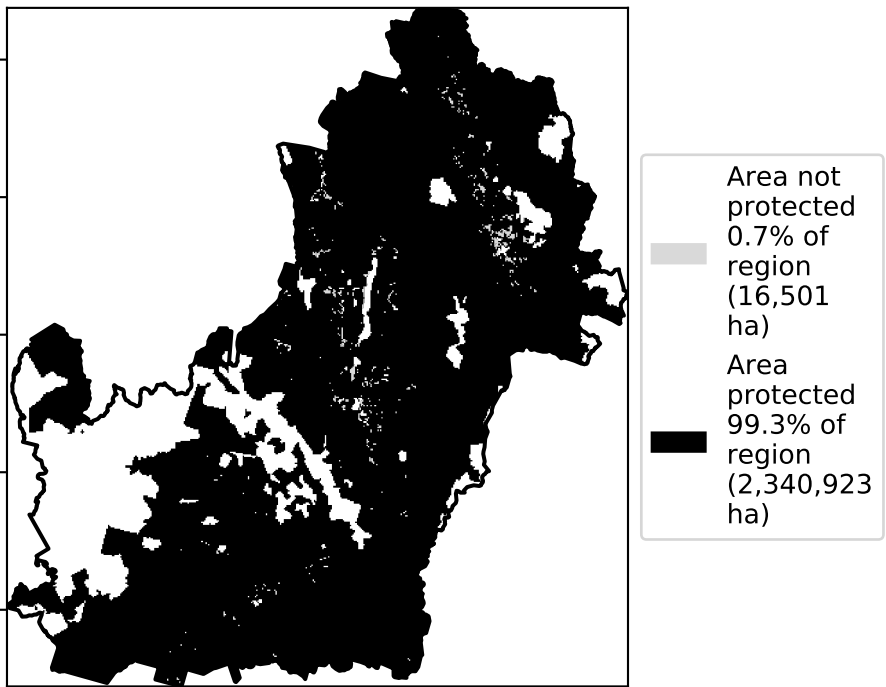 Area not
protected
0.7% of
region
(16,501
ha)
Area
protected
99.3% of
region
(2,340,923
ha)